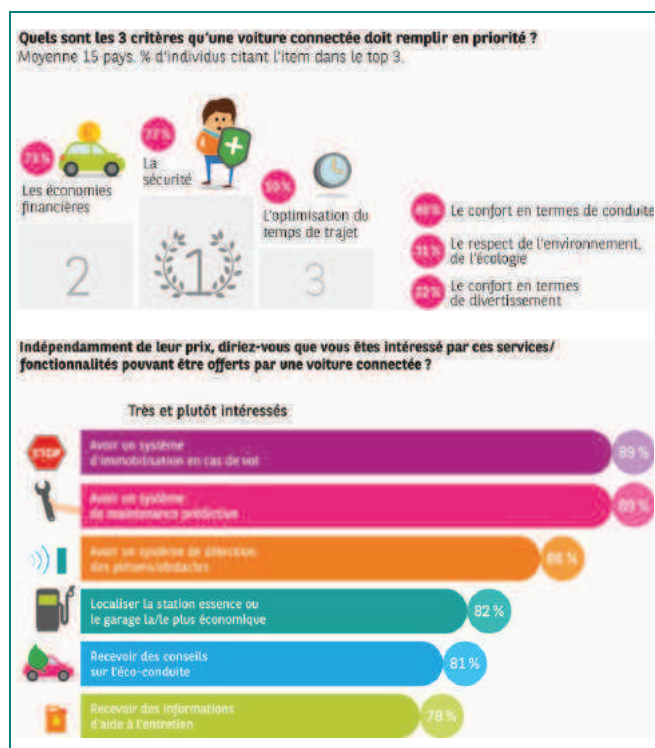 Quels sont les 3 critères qu'une voiture connectée doit remplir en priorité ?
Moyenne 15 pays. % d'individus citant l'item dans le top 3.
77%
La
sécurité
Les économies
financières
L'optimisation du
temps de trajet
2
1
3
Le confort en termes de conduite
31%
Le respect de l'environnement,
de l'écologie
22%
Le confort en termes
de divertissement
Indépendamment de leur prix, diriez-vous que vous êtes intéressé par ces services/
fonctionnalités pouvant être offerts par une voiture connectée ?
Très et plutôt intéressés
STOP
Avoir un système
d'immobilisation en cas de vol
89 %
Avoir un système
de maintenance prédictive
89 %
Avoir un système de détection
des piétons/obstacles
Localiser la station essence ou
le garage la/le plus économique
82 %
Recevoir des conseils
sur l'éco-conduite
81 %
Recevoir des informations
d'aide à l'entretien
78 %